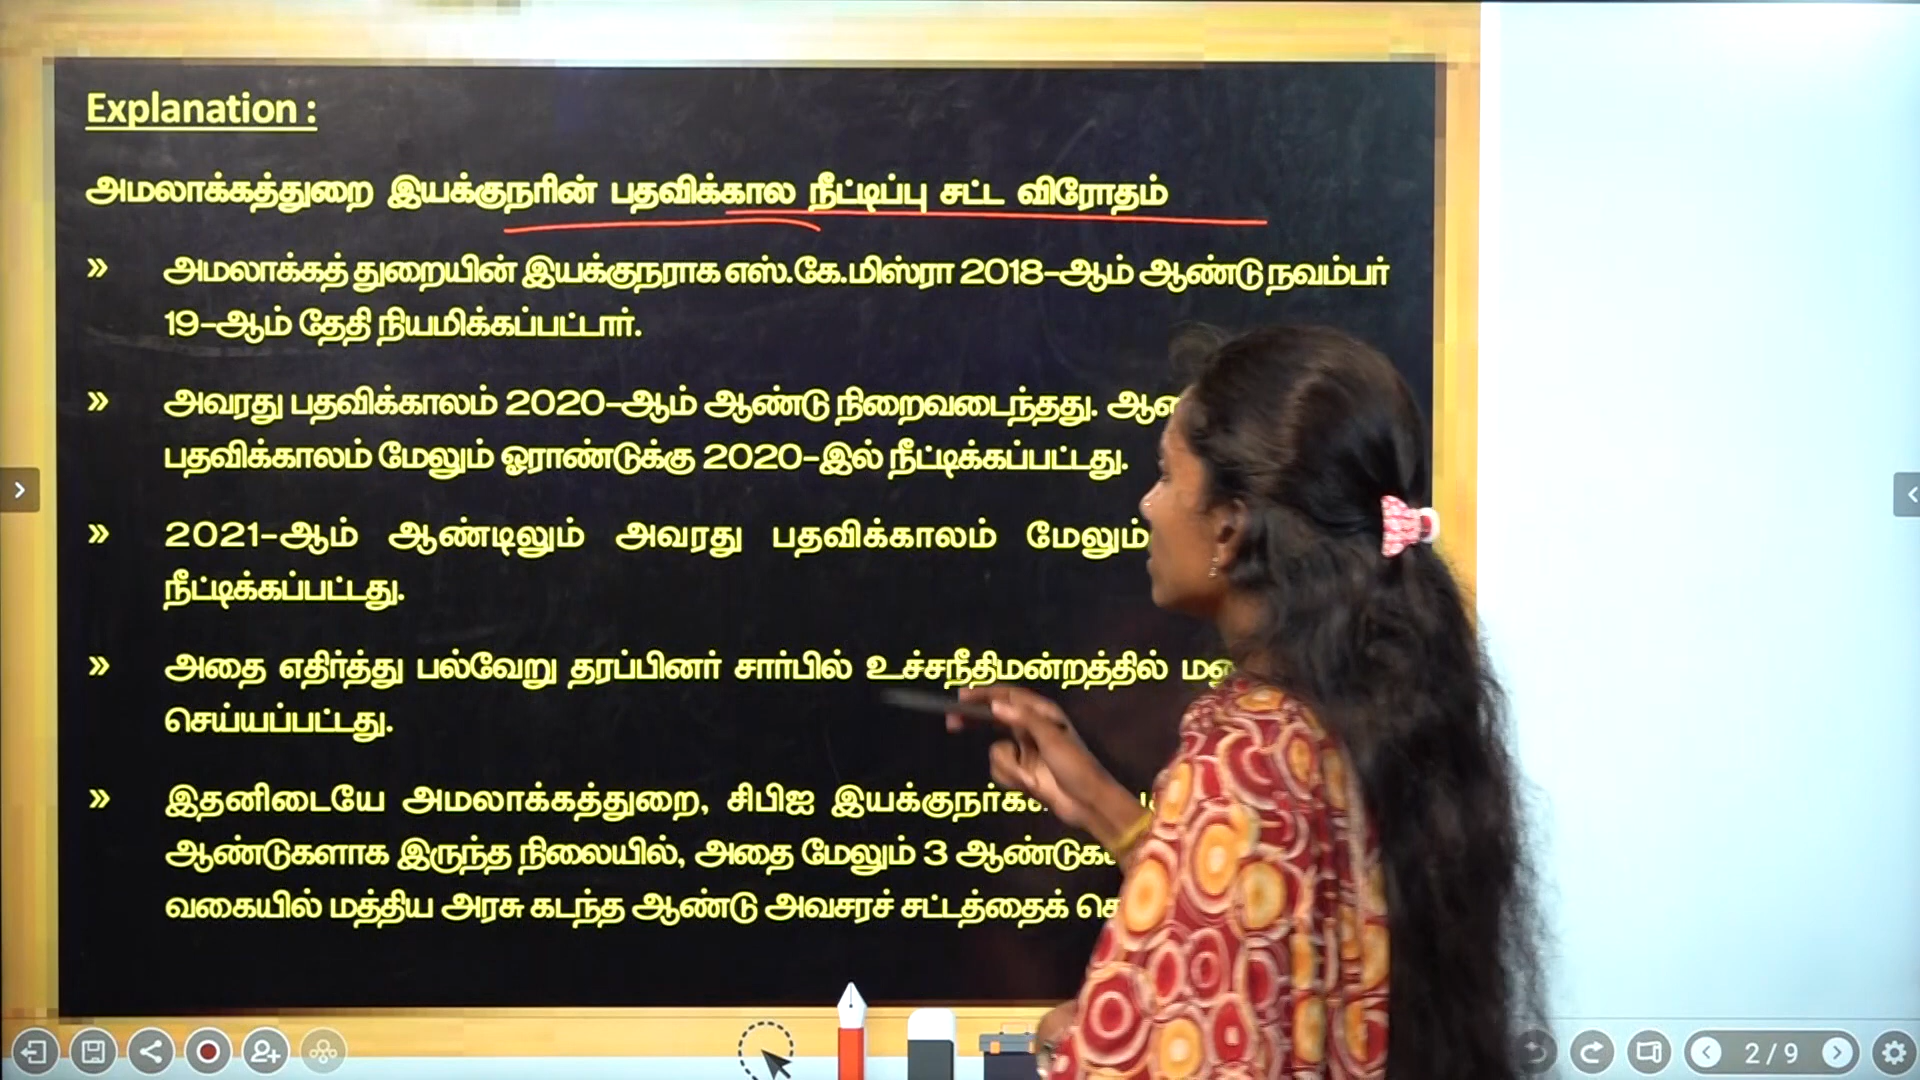 Explanation :
அமலாக்கத்துறை இயக்குநரின் பதவிக்கால நீட்டிப்பு சட்ட விரோதம்
» அமலாக்கத் துறையின் இயக்குநராக எஸ்.கே.மிஸ்ரா 2018-ஆம் ஆண்டு நவம்பர்
19-ஆம் தேதி நியமிக்கப்பட்டார்.
» அவரது பதவிக்காலம் 2020-ஆம் ஆண்டு நிறைவடைந்தது.
பதவிக்காலம் மேலும் ஓராண்டுக்கு 2020-இல் நீட்டிக்கப்பட்டது.
» 2021-ஆம் ஆண்டிலும் அவரது பதவிக்காலம் மேலும்
நீட்டிக்கப்பட்டது.
» அதை எதிர்த்து பல்வேறு தரப்பினர் சார்பில் உச்சநீதிமன்றத்தில்
செய்யப்பட்டது.
» இதனிடையே அமலாக்கத்துறை, சிபிஐ
ஆண்டுகளாக இருந்த நிலையில், அதை மேலும் 3
வகையில் மத்திய அரசு கடந்த ஆண்டு அவசரச் சட்டத்தைக்
2 / 9